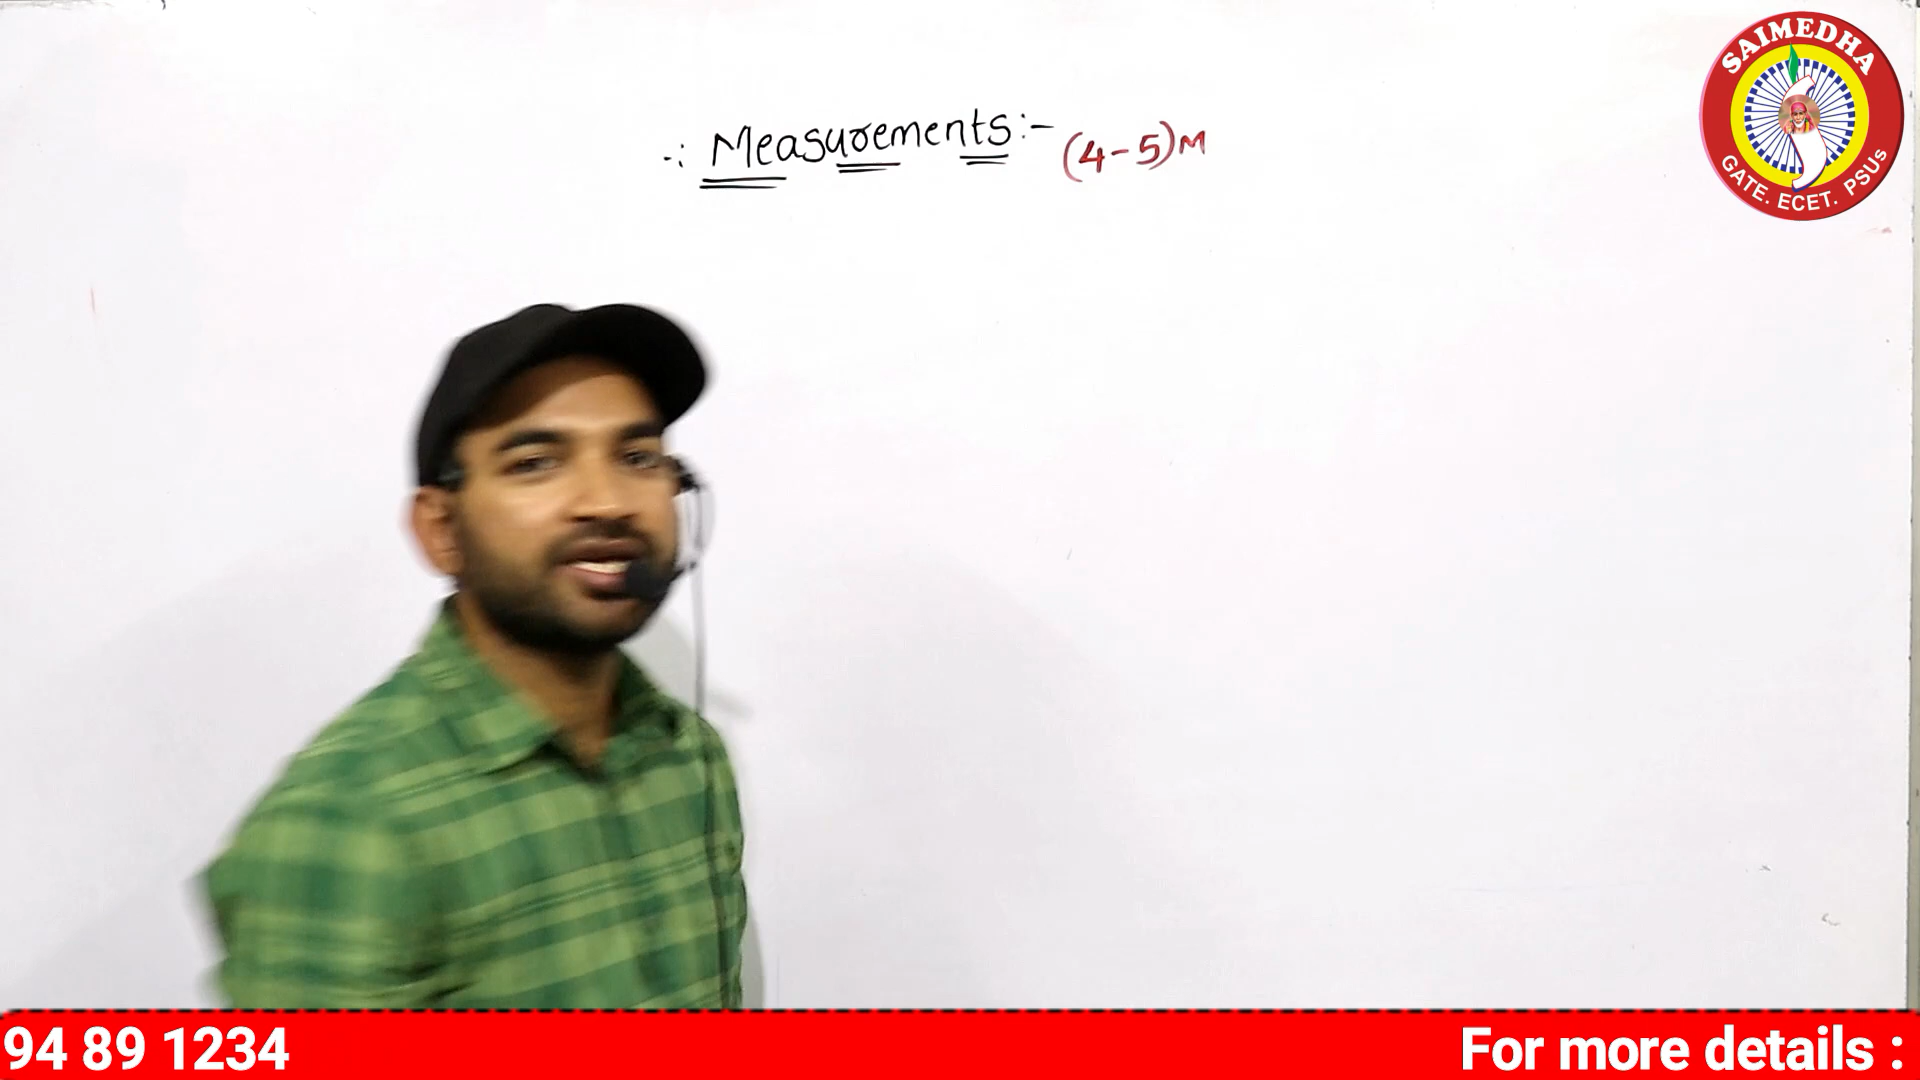 SAIMEDHA
GATE. ECET. PSUs
∴ Measurements :- (4-5)M
94 89 1234
For more details :